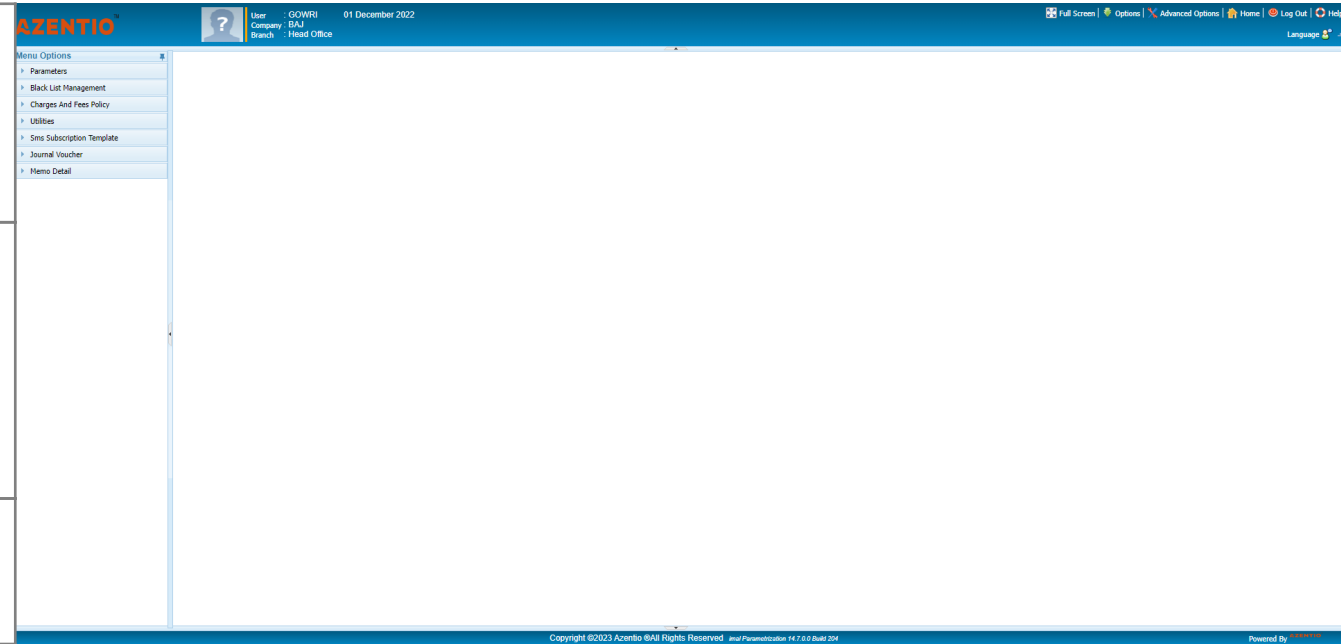 AZENTIO™
?
User : GOWRI 01 December 2022
Company : BAJ
Branch : Head Office
Full Screen | Options | Advanced Options | Home | Log Out | Help
Language
Menu Options
Parameters
Black List Management
Charges And Fees Policy
Utilities
Sms Subscription Template
Journal Voucher
Memo Detail
Copyright ©2023 Azentio ®All Rights Reserved imal Parametrization 14.7.0.0 Build 204
Powered By AZENTIO